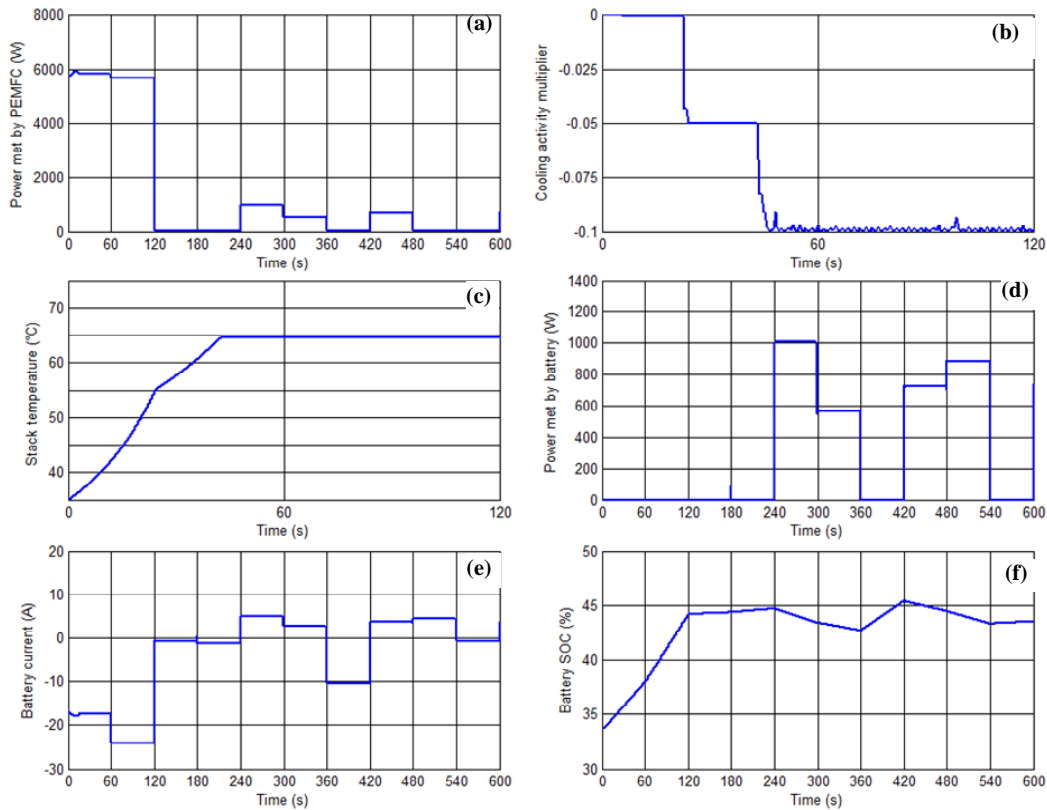 (a)
Power met by PEMFC (W)
8000
6000
4000
2000
0
0 60 120 180 240 300 360 420 480 540 600
Time (s)
(b)
Cooling activity multiplier
0
-0.025
-0.05
-0.075
-0.1
0 60 120
Time (s)
(c)
Stack temperature (°C)
70
60
50
40
0 60 120
Time (s)
(d)
Power met by battery (W)
1400
1200
1000
800
600
400
200
0
0 60 120 180 240 300 360 420 480 540 600
Time (s)
(e)
Battery current (A)
20
10
0
-10
-20
-30
0 60 120 180 240 300 360 420 480 540 600
Time (s)
(f)
Battery SOC (%)
50
45
40
35
30
0 60 120 180 240 300 360 420 480 540 600
Time (s)